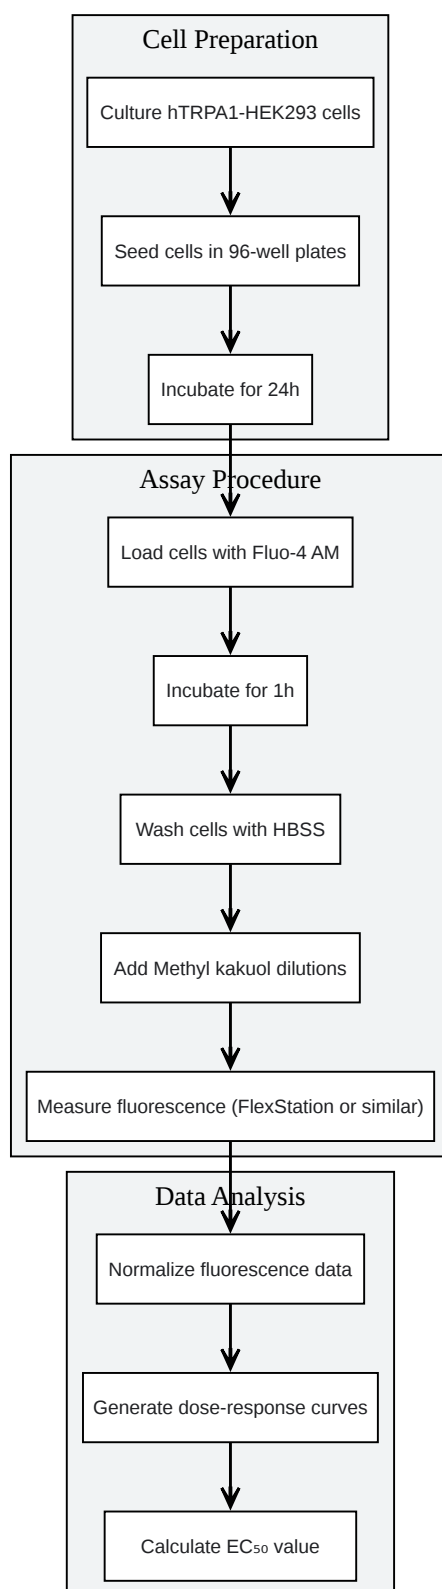 Cell Preparation
Culture hTRPA1-HEK293 cells
Seed cells in 96-well plates
Incubate for 24h
Assay Procedure
Load cells with Fluo-4 AM
Incubate for 1h
Wash cells with HBSS
Add Methyl kakuol dilutions
Measure fluorescence (FlexStation or similar)
Data Analysis
Normalize fluorescence data
Generate dose-response curves
Calculate EC₅₀ value